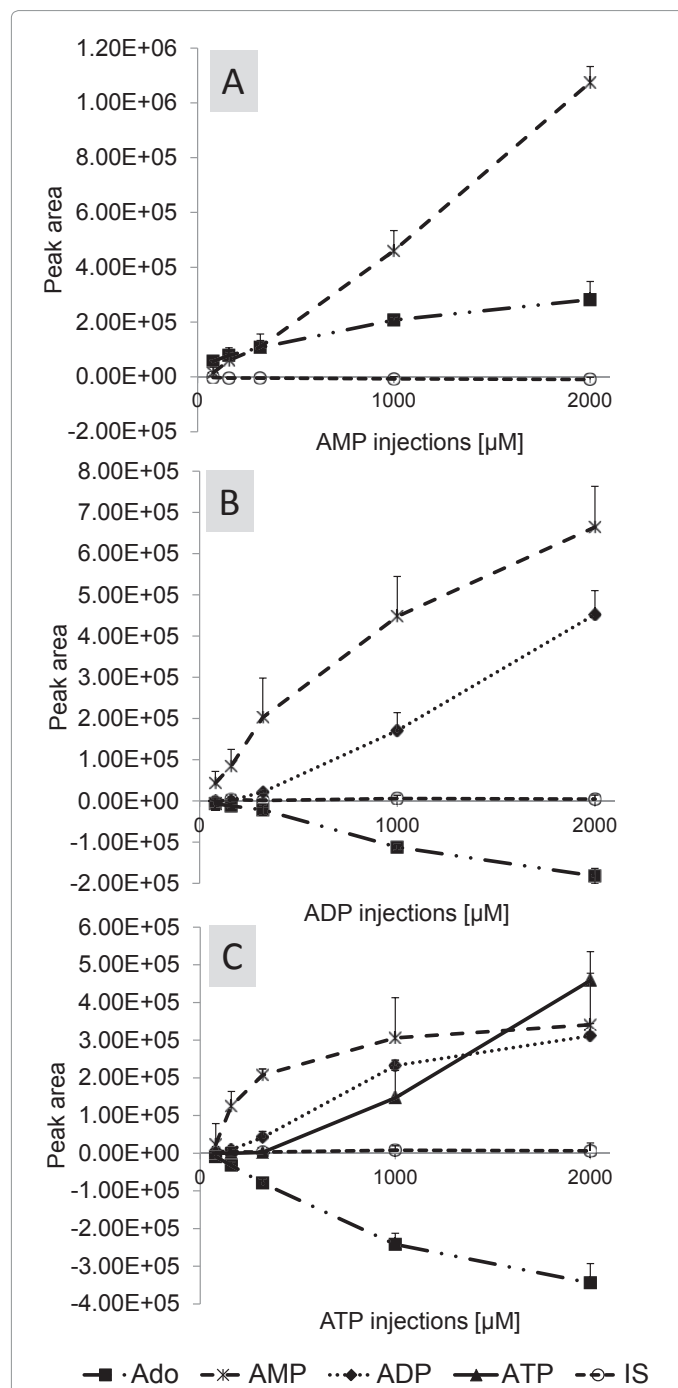 1.20E+06
A
1.00E+06
8.00E+05
6.00E+05
4.00E+05
2.00E+05
0.00E+00
-2.00E+05
Peak area
0 1000 2000
AMP injections [µM]
8.00E+05
B
7.00E+05
6.00E+05
5.00E+05
4.00E+05
3.00E+05
2.00E+05
1.00E+05
0.00E+00
-1.00E+05
-2.00E+05
Peak area
0 1000 2000
ADP injections [µM]
6.00E+05
C
5.00E+05
4.00E+05
3.00E+05
2.00E+05
1.00E+05
0.00E+00
-1.00E+05
-2.00E+05
-3.00E+05
-4.00E+05
Peak area
0 1000 2000
ATP injections [µM]
Ado AMP ADP ATP IS